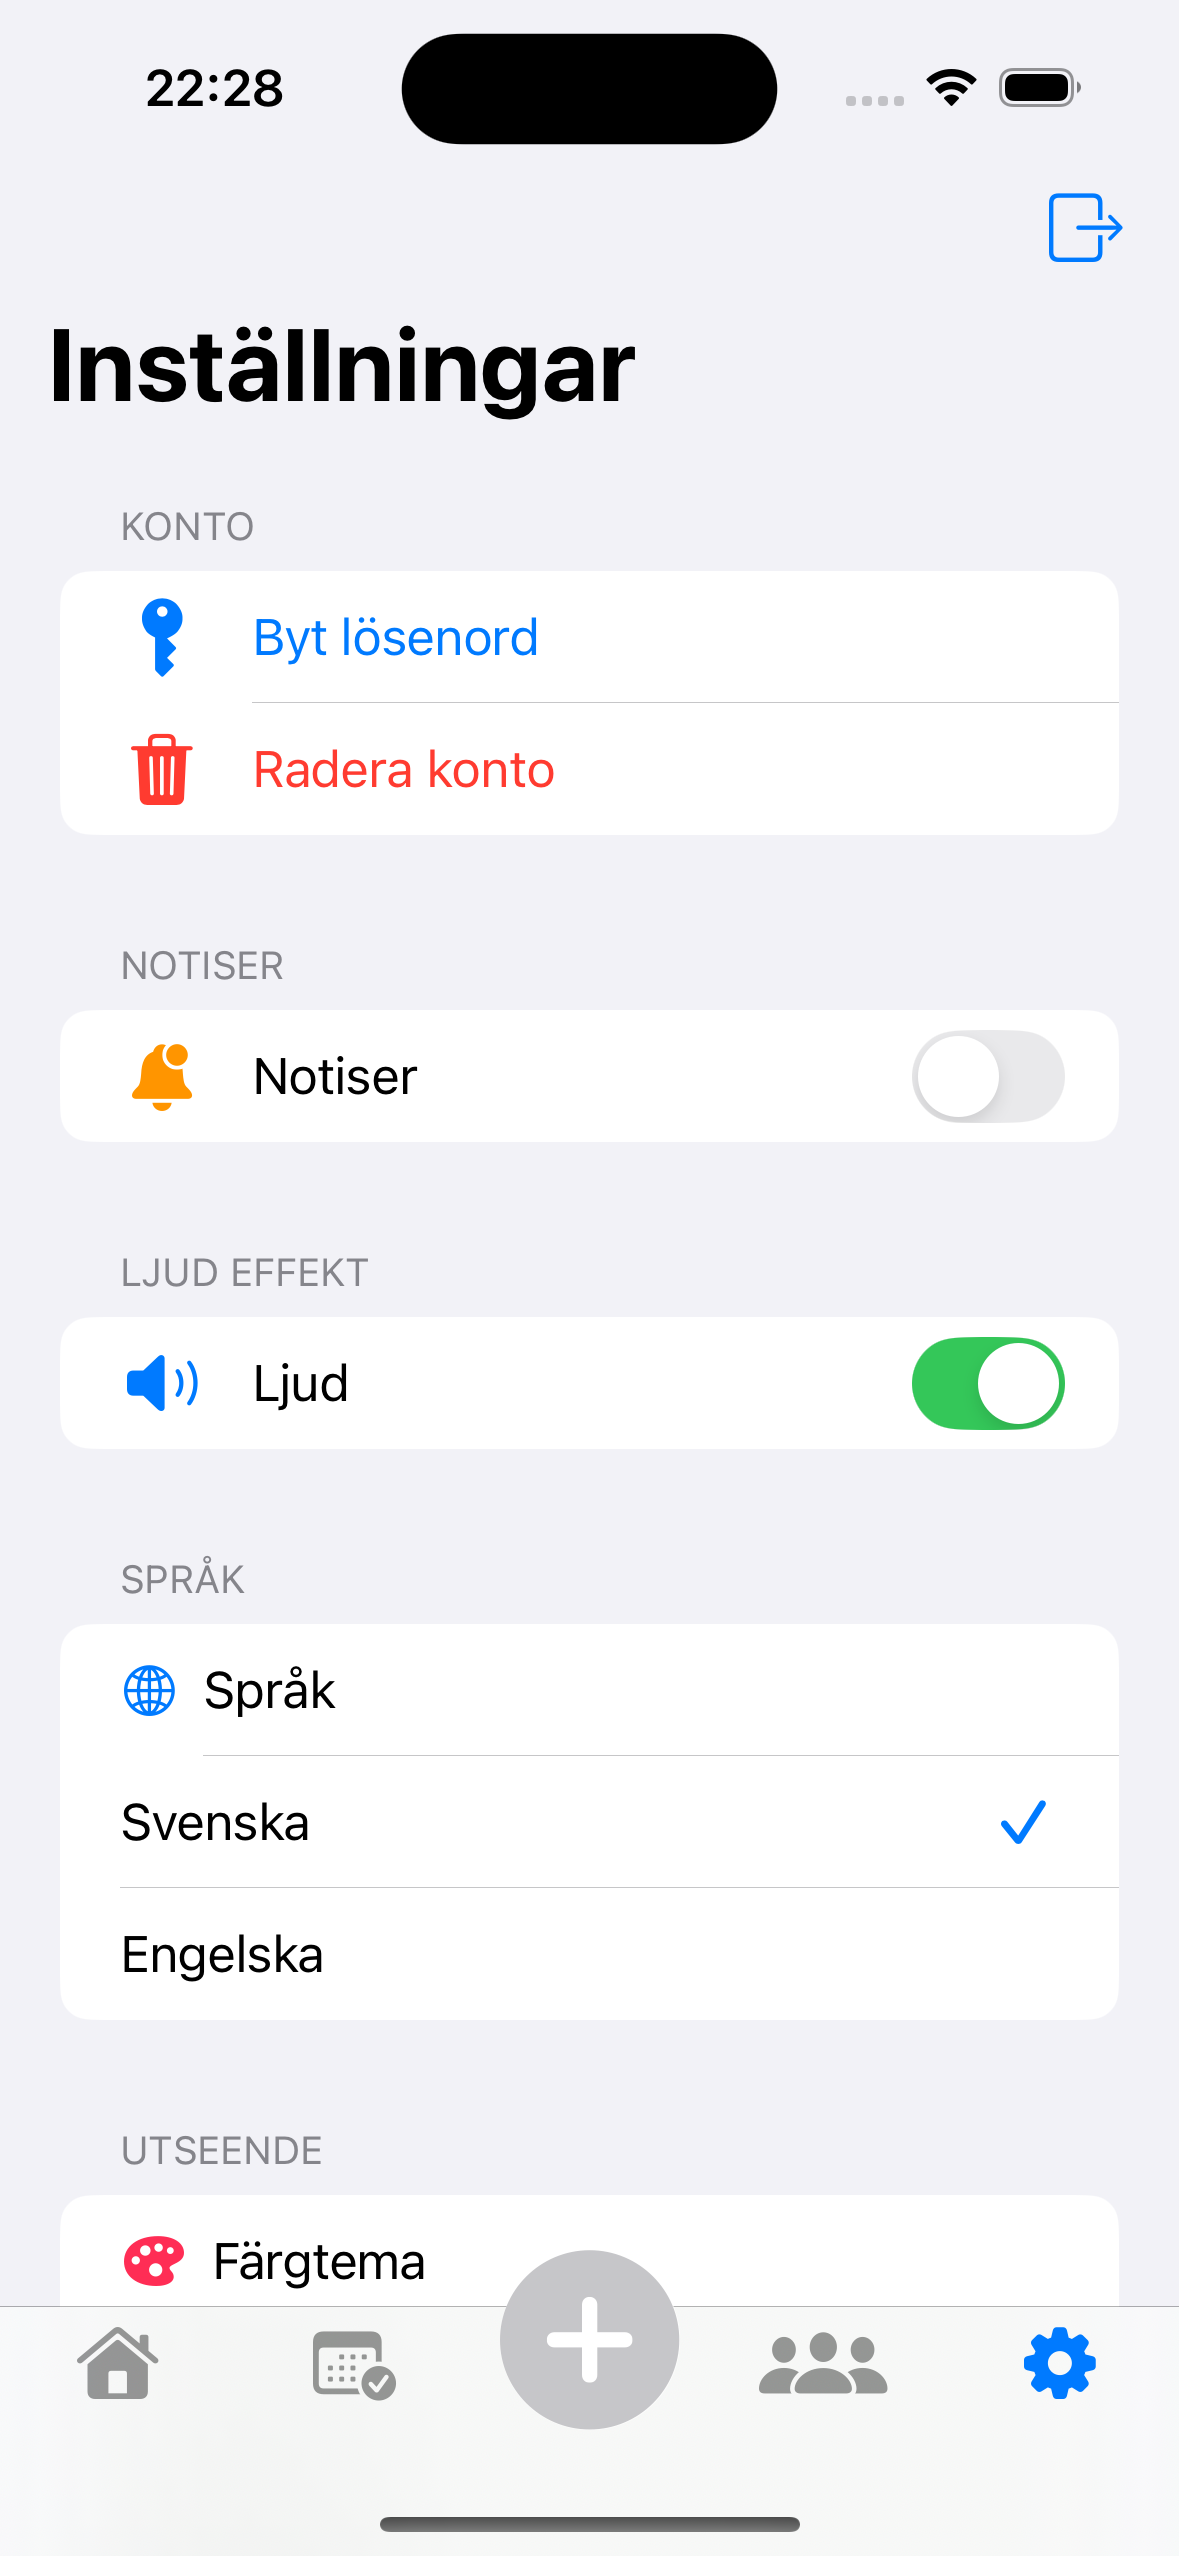 22:28
Inställningar
KONTO
Byt lösenord
Radera konto
NOTISER
Notiser
LJUD EFFEKT
Ljud
SPRÅK
Språk
Svenska
Engelska
UTSEENDE
Färgtema